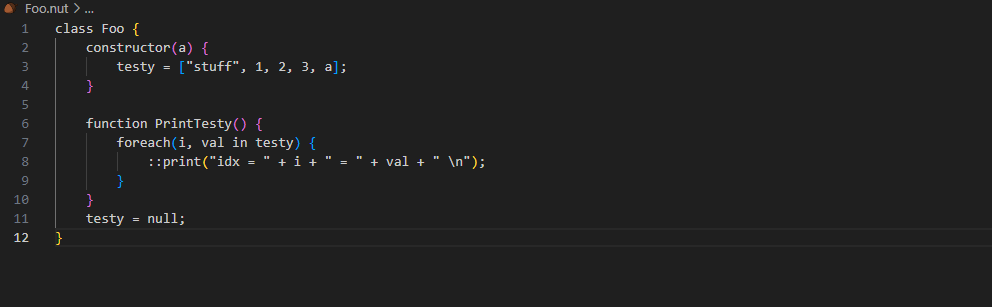 Foo.nut > ...
1 class Foo {
2     constructor(a) {
3         testy = ["stuff", 1, 2, 3, a];
4     }
5
6     function PrintTesty() {
7         foreach(i, val in testy) {
8             ::print("idx = " + i + " = " + val + " \n");
9         }
10     }
11     testy = null;
12 }